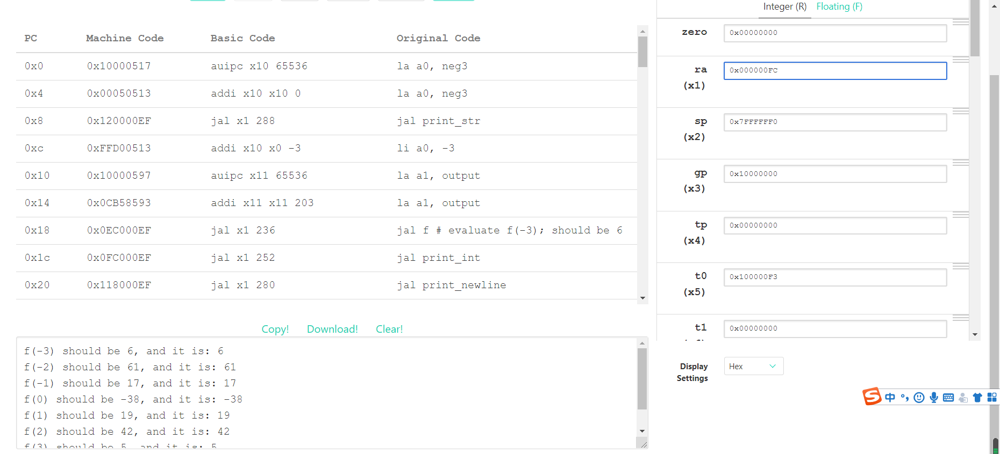 Integer (R) Floating (F)
PC Machine Code Basic Code Original Code
0x0 0x10000517 auipc x10 65536 la a0, neg3
0x4 0x00050513 addi x10 x10 0 la a0, neg3
0x8 0x120000EF jal x1 288 jal print_str
0xc 0xFFD00513 addi x10 x0 -3 li a0, -3
0x10 0x10000597 auipc x11 65536 la a1, output
0x14 0x0CB58593 addi x11 x11 203 la a1, output
0x18 0x0EC000EF jal x1 236 jal f # evaluate f(-3); should be 6
0x1c 0x0FC000EF jal x1 252 jal print_int
0x20 0x118000EF jal x1 280 jal print_newline
zero 0x00000000
ra 0x000000FC
(x1)
sp 0x7FFFFFF0
(x2)
gp 0x10000000
(x3)
tp 0x00000000
(x4)
t0 0x100000F3
(x5)
t1 0x00000000
Copy! Download! Clear!
f(-3) should be 6, and it is: 6
f(-2) should be 61, and it is: 61
f(-1) should be 17, and it is: 17
f(0) should be -38, and it is: -38
f(1) should be 19, and it is: 19
f(2) should be 42, and it is: 42
f(3) should be 5, and it is: 5
Display
Settings
Hex
S 中